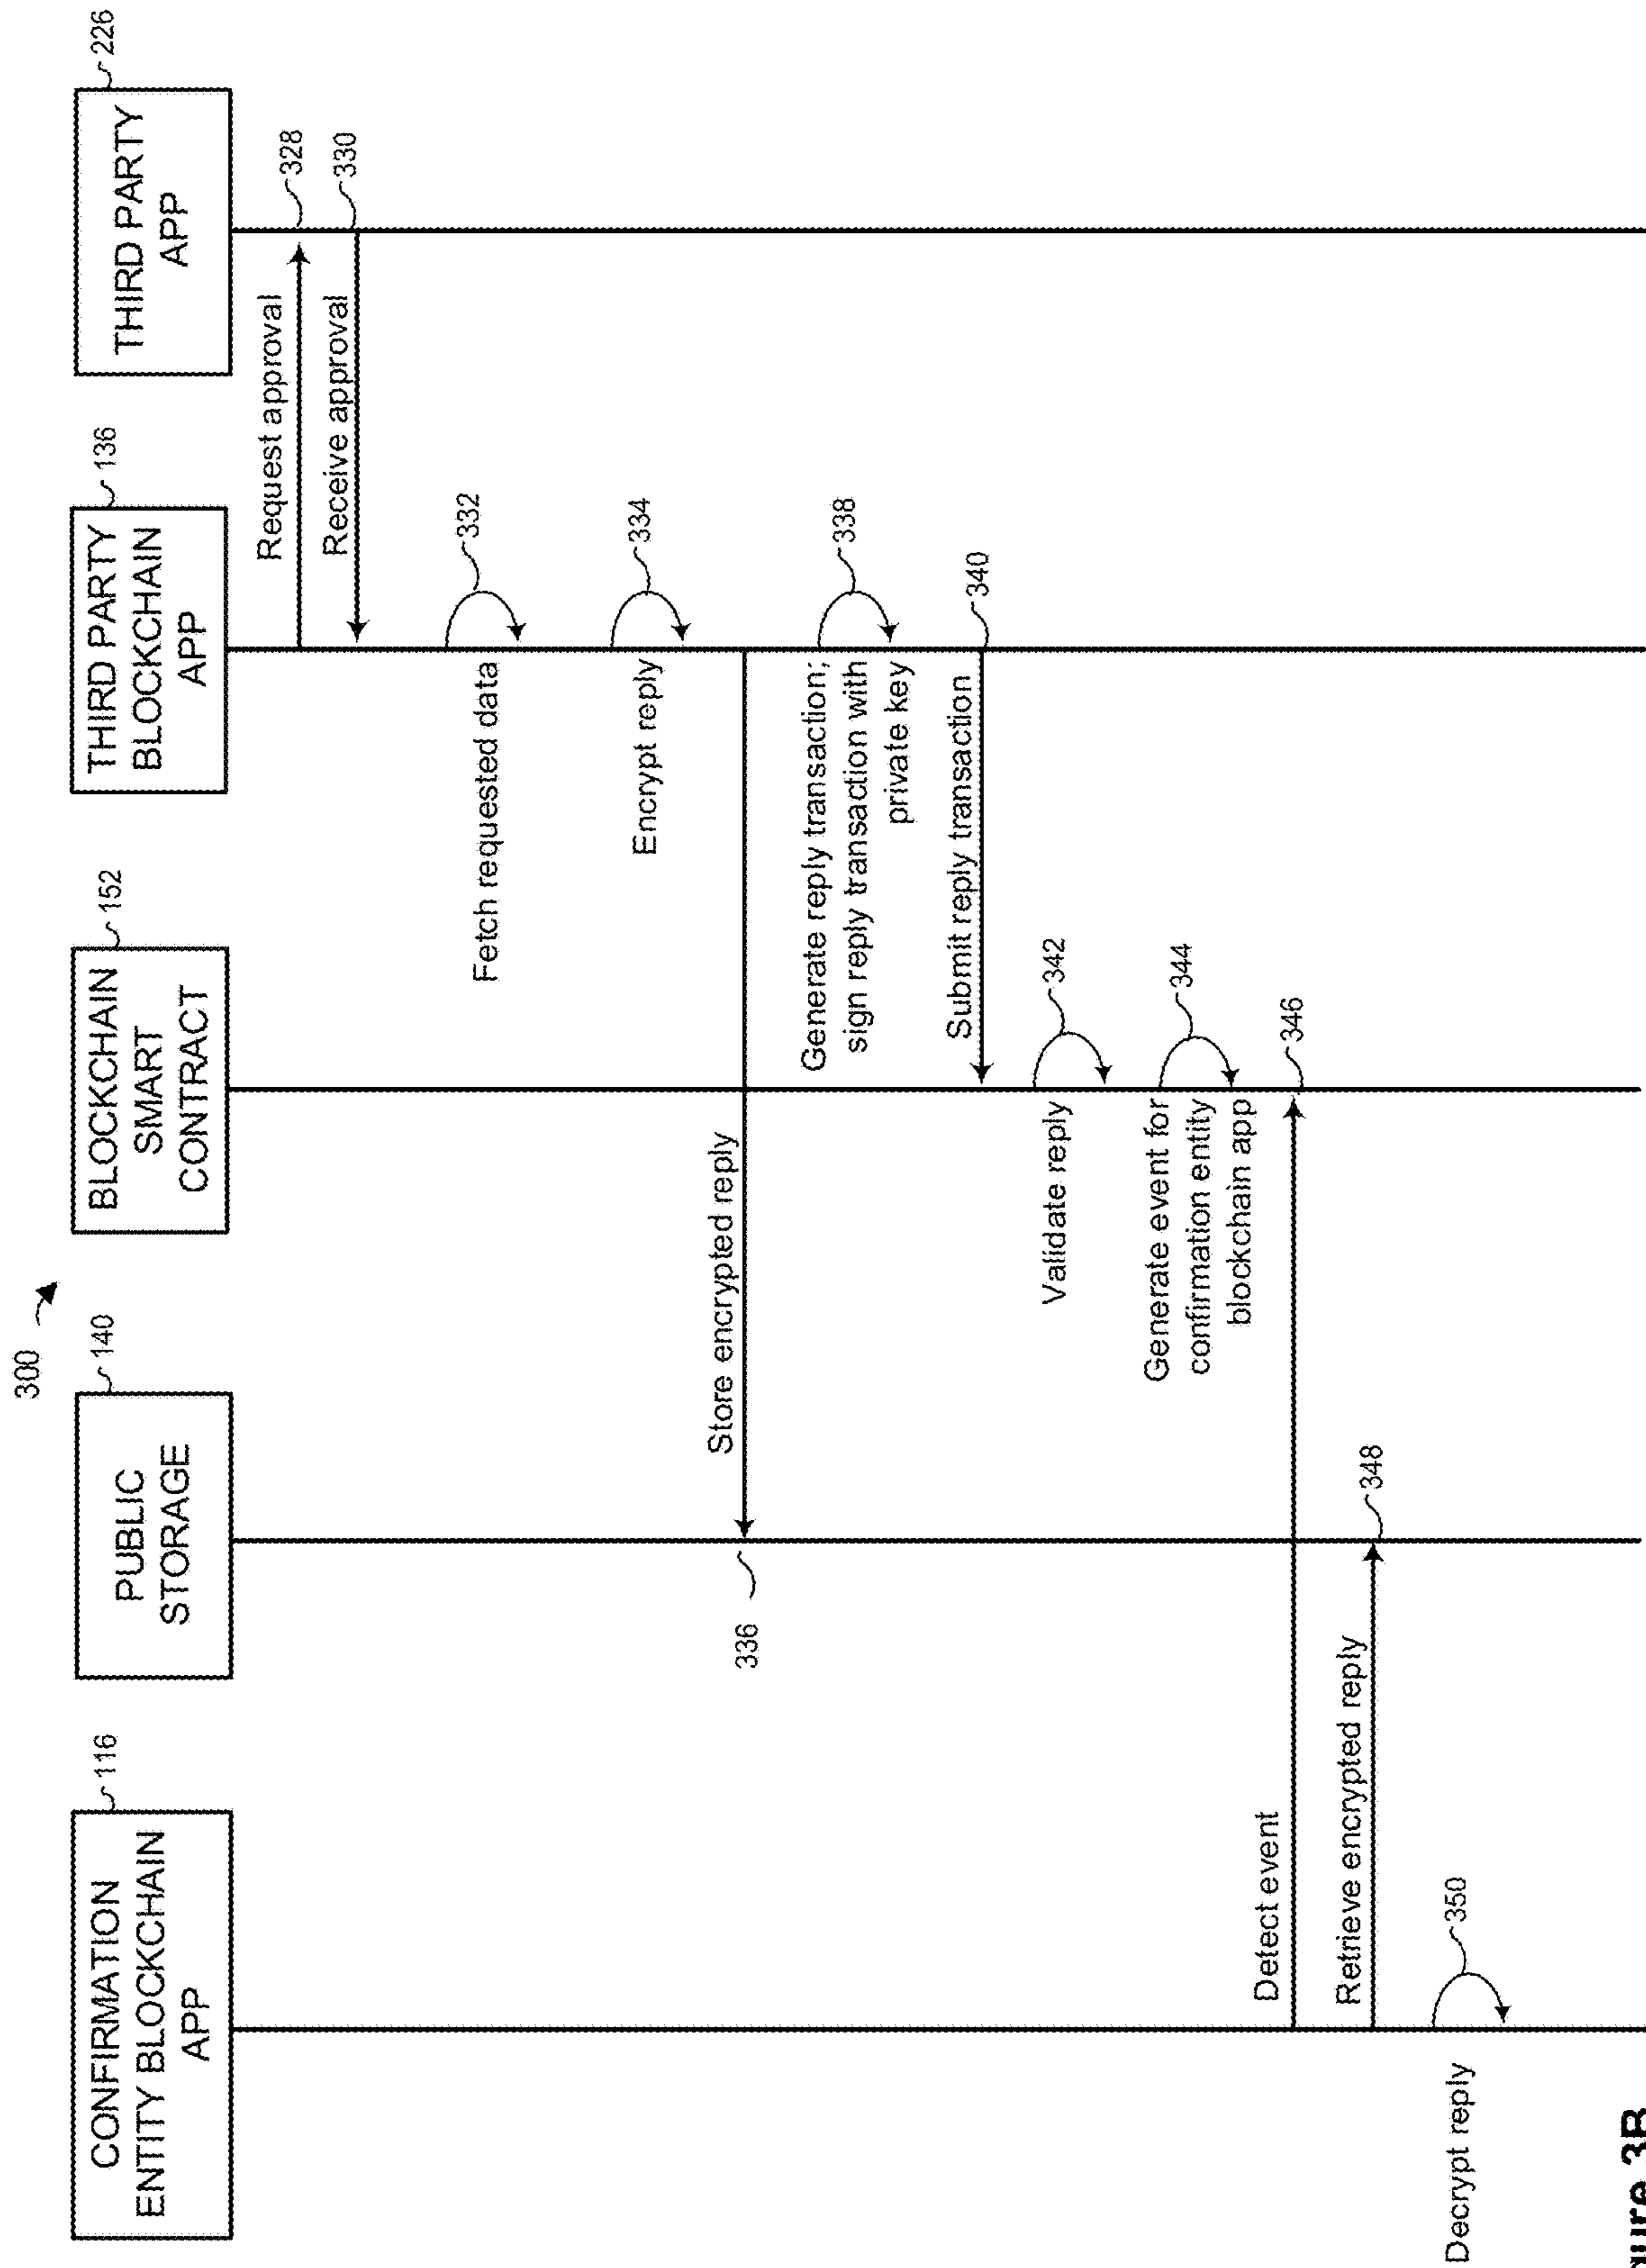 300
CONFIRMATION
ENTITY BLOCKCHAIN
APP
116
PUBLIC
STORAGE
140
BLOCKCHAIN
SMART
CONTRACT
152
THIRD PARTY
BLOCKCHAIN
APP
136
THIRD PARTY
APP
226
Request approval
328
Receive approval
330
Fetch requested data
332
Encrypt reply
334
Store encrypted reply
336
Generate reply transaction;
sign reply transaction with
private key
338
Submit reply transaction
340
Validate reply
342
Generate event for
confirmation entity
blockchain app
344
Detect event
346
Retrieve encrypted reply
348
Decrypt reply
350
3B